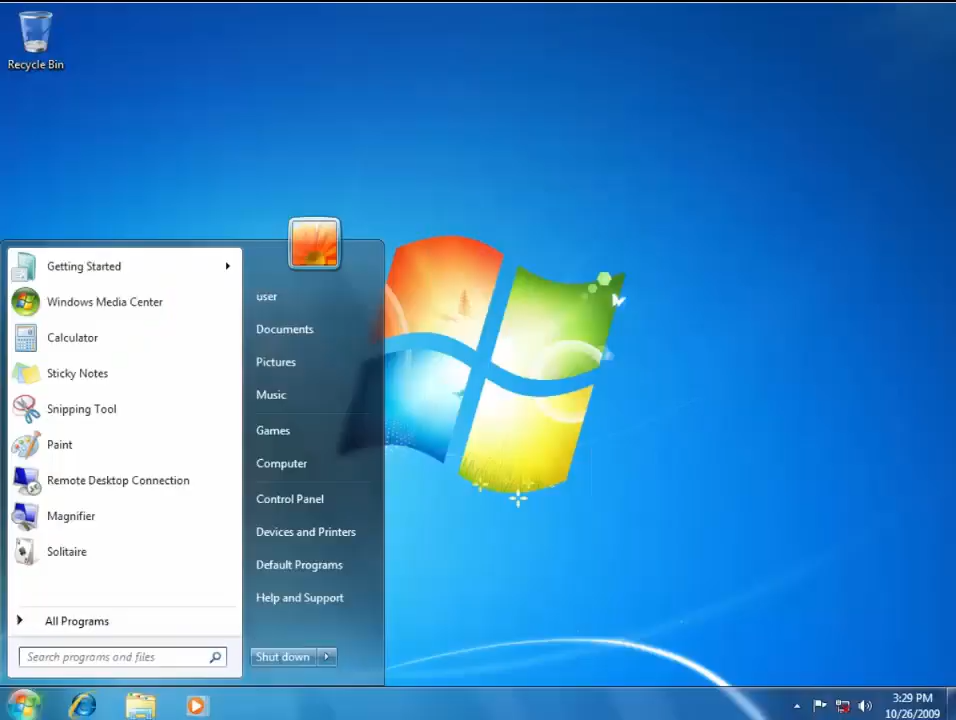 Recycle Bin
Getting Started
Windows Media Center
Calculator
Sticky Notes
Snipping Tool
Paint
Remote Desktop Connection
Magnifier
Solitaire
All Programs
Search programs and files
user
Documents
Pictures
Music
Games
Computer
Control Panel
Devices and Printers
Default Programs
Help and Support
Shut down
3:29 PM
10/26/2009